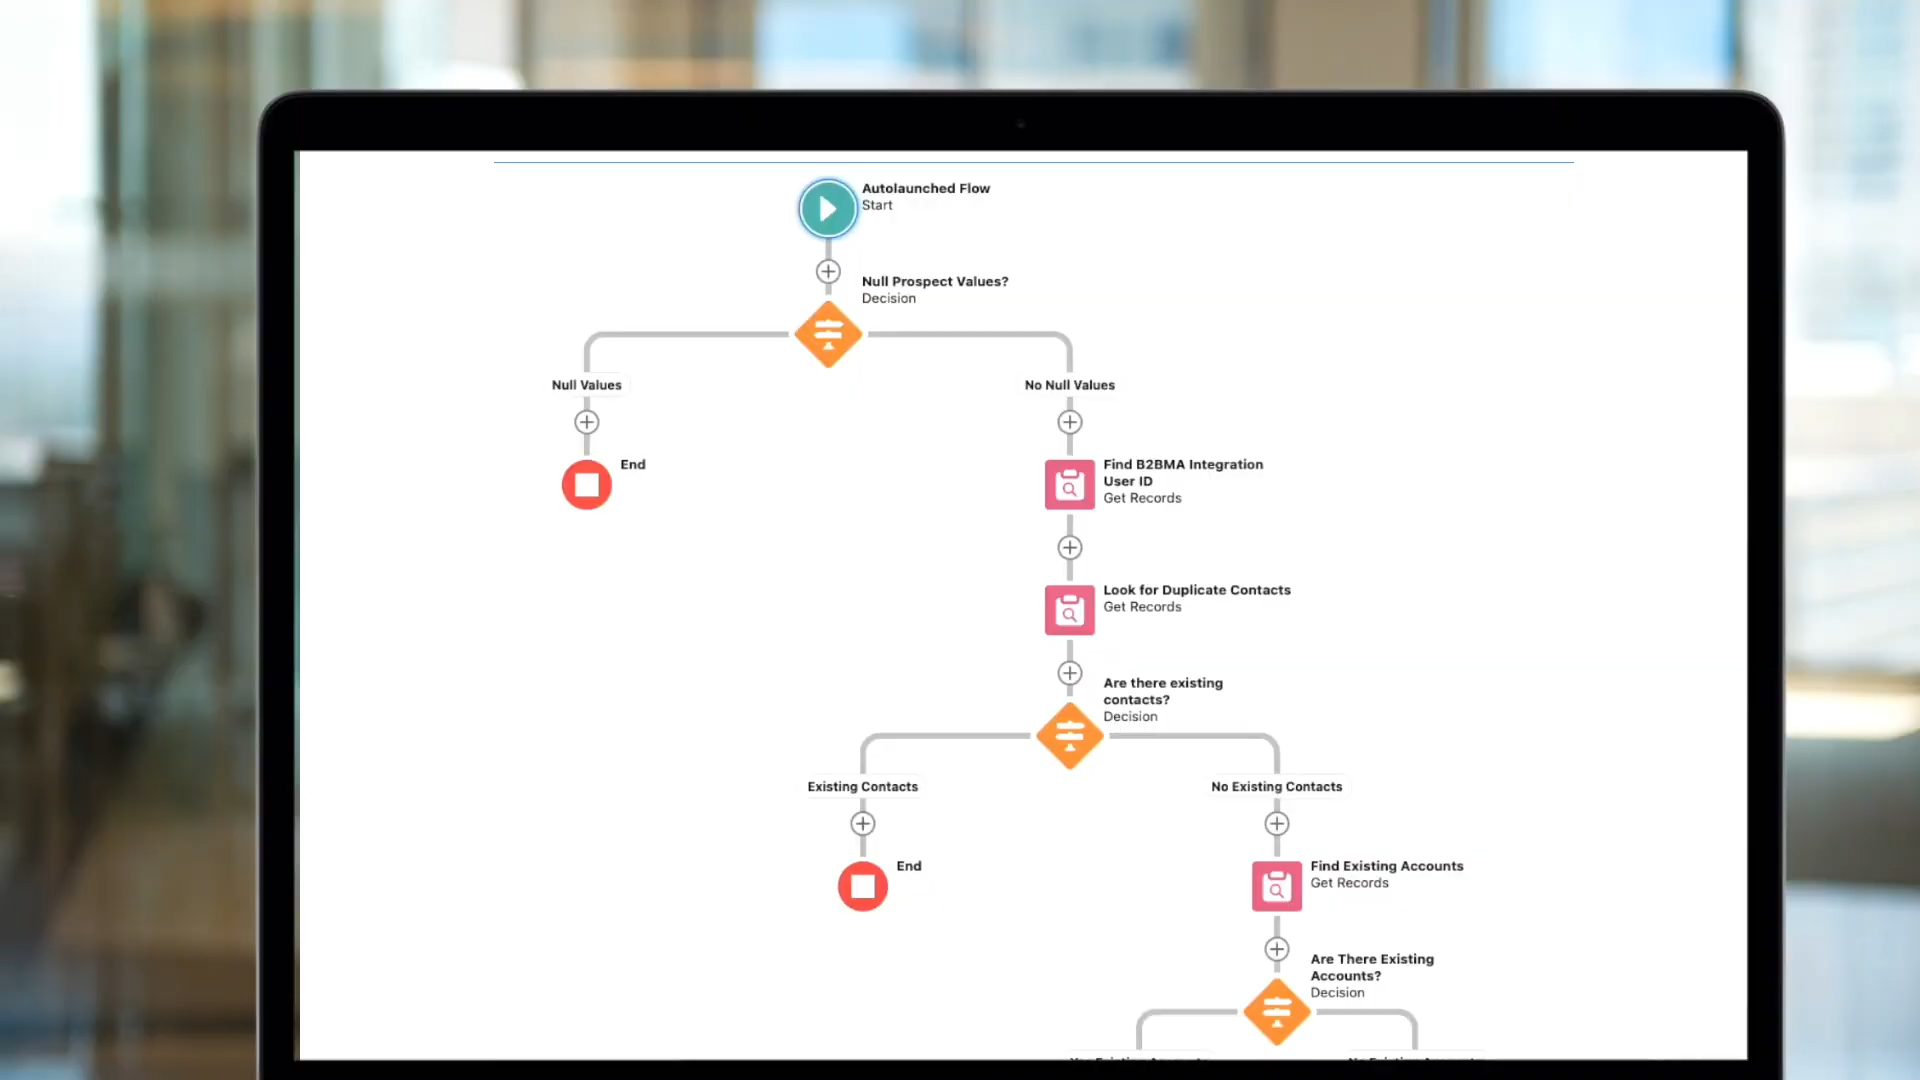 Autolaunched Flow
Start
Null Prospect Values?
Decision
Null Values
No Null Values
End
Find B2BMA Integration
User ID
Get Records
Look for Duplicate Contacts
Get Records
Are there existing
contacts?
Decision
Existing Contacts
No Existing Contacts
End
Find Existing Accounts
Get Records
Are There Existing
Accounts?
Decision